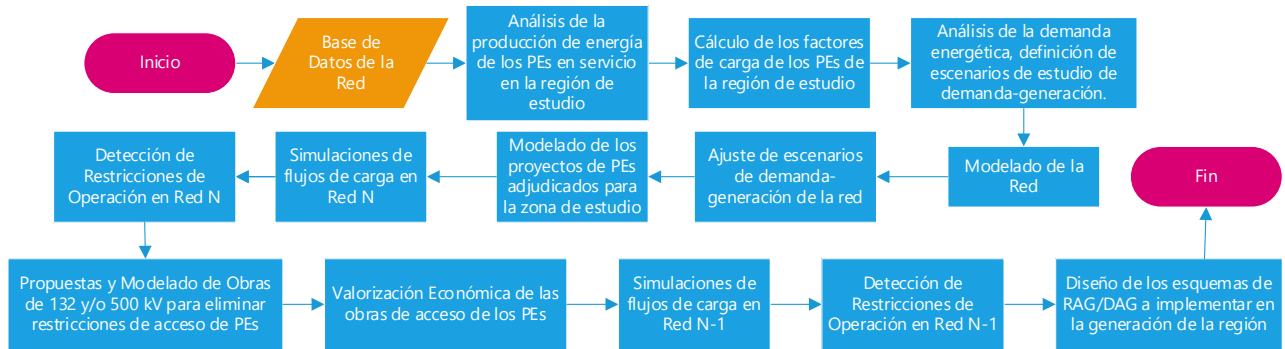 Inicio
Base de
Datos de la
Red
Análisis de la
producción de energía
de los PEs en servicio
en la región de
estudio
Cálculo de los factores
de carga de los PEs de
la región de estudio
Análisis de la demanda
energética, definición de
escenarios de estudio de
demanda-generación.
Modelado de la
Red
Ajuste de escenarios
de demanda-
generación de la red
Modelado de los
proyectos de PEs
adjudicados para
la zona de estudio
Simulaciones de
flujos de carga en
Red N
Detección de
Restricciones de
Operación en Red N
Propuestas y Modelado de Obras
de 132 y/o 500 kV para eliminar
restricciones de acceso de PEs
Valorización Económica de las
obras de acceso de los PEs
Simulaciones de
flujos de carga en
Red N-1
Detección de
Restricciones de
Operación en Red N-1
Diseño de los esquemas de
RAG/DAG a implementar en
la generación de la región
Fin